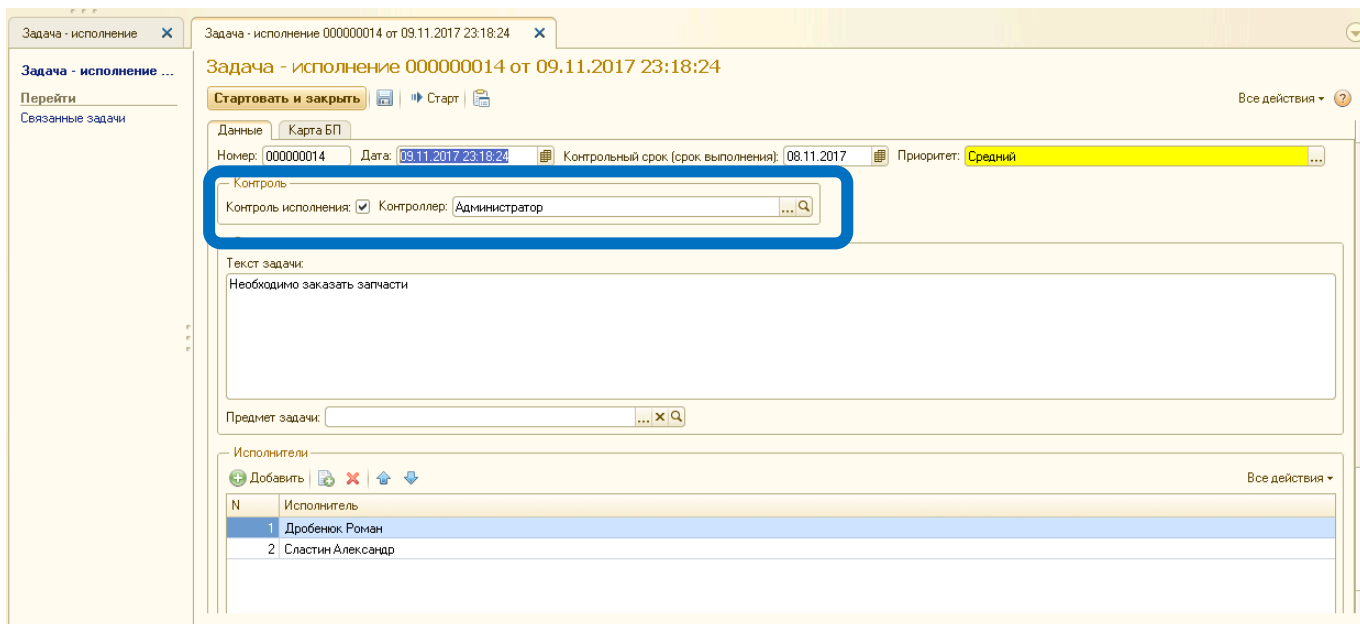 Задача - исполнение Задача - исполнение 000000014 от 09.11.2017 23:18:24
Задача - исполнение ...
Перейти
Связанные задачи
Задача - исполнение 000000014 от 09.11.2017 23:18:24
Стартовать и закрыть Старт Все действия
Данные Карта БП
Номер: 000000014 Дата: 09.11.2017 23:18:24 Контрольный срок (срок выполнения): 08.11.2017 Приоритет: Средний ...
Контроль
Контроль исполнения: Контроллер: Администратор ...
Текст задачи:
Необходимо заказать запчасти
Предмет задачи: ...
Исполнители
Добавить Все действия
N Исполнитель
1 Дробенюк Роман
2 Сластин Александр